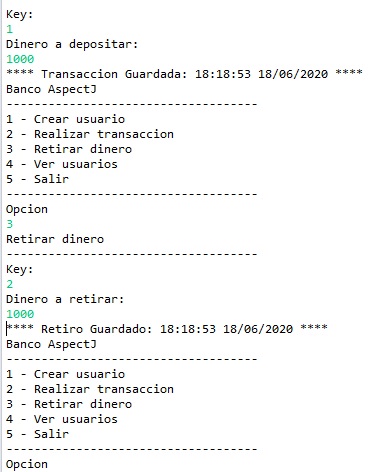 Key:
1
Dinero a depositar:
1000
**** Transaccion Guardada: 18:18:53 18/06/2020 ****
Banco AspectJ
------------------------------------
1 - Crear usuario
2 - Realizar transaccion
3 - Retirar dinero
4 - Ver usuarios
5 - Salir
------------------------------------
Opcion
3
Retirar dinero
------------------------------------
Key:
2
Dinero a retirar:
1000
**** Retiro Guardado: 18:18:53 18/06/2020 ****
Banco AspectJ
------------------------------------
1 - Crear usuario
2 - Realizar transaccion
3 - Retirar dinero
4 - Ver usuarios
5 - Salir
------------------------------------
Opcion